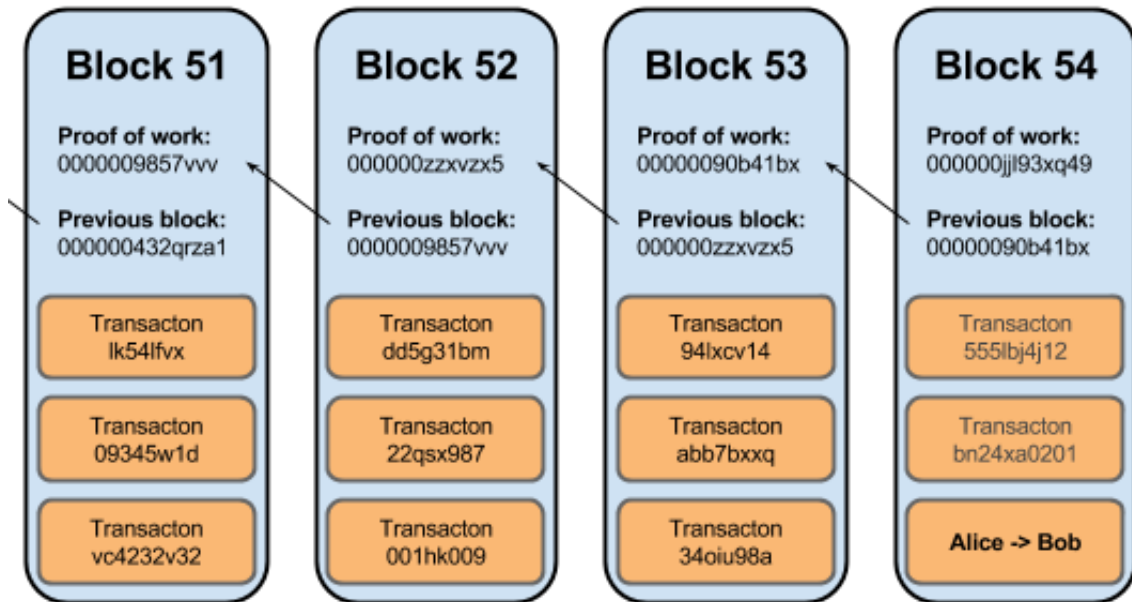 Block 51
Proof of work:
0000009857vvv
Previous block:
000000432qrza1
Transacton
lk54lfvx
Transacton
09345w1d
Transacton
vc4232v32
Block 52
Proof of work:
000000zzxvzx5
Previous block:
0000009857vvv
Transacton
dd5g31bm
Transacton
22qsx987
Transacton
001hk009
Block 53
Proof of work:
00000090b41bx
Previous block:
000000zzxvzx5
Transacton
94lxcv14
Transacton
abb7bxxq
Transacton
34oiu98a
Block 54
Proof of work:
000000jjl93xq49
Previous block:
00000090b41bx
Transacton
555lbj4j12
Transacton
bn24xa0201
Alice -> Bob